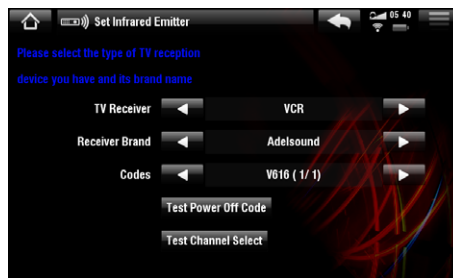 Set Infrared Emitter
05 40
Please select the type of TV reception
device you have and its brand name
TV Receiver VCR
Receiver Brand Adelsound
Codes V616 ( 1/ 1)
Test Power Off Code
Test Channel Select